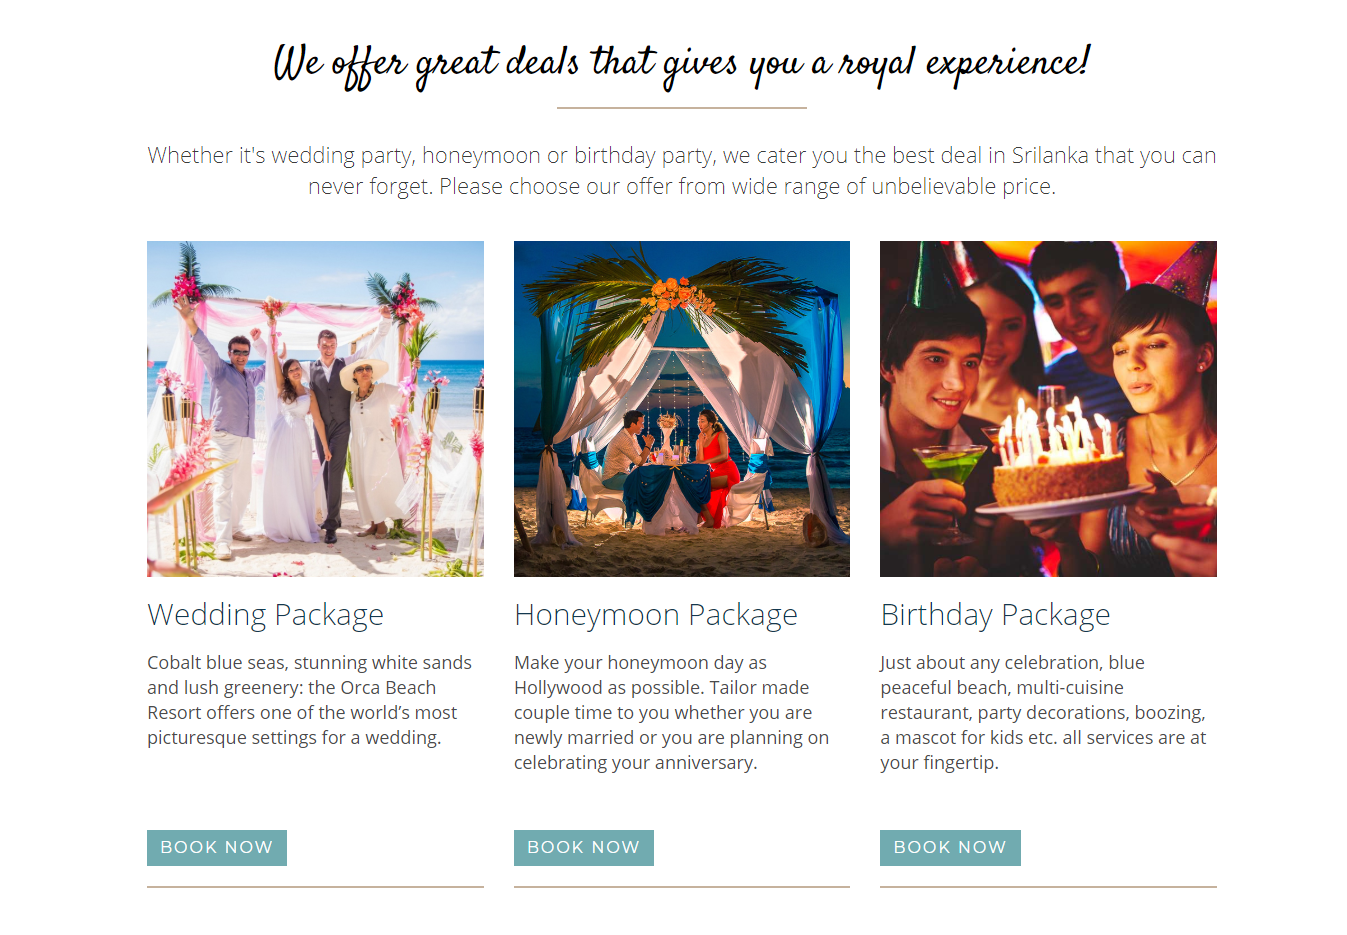 We offer great deals that gives you a royal experience!
Whether it's wedding party, honeymoon or birthday party, we cater you the best deal in Srilanka that you can
never forget. Please choose our offer from wide range of unbelievable price.
Wedding Package
Cobalt blue seas, stunning white sands
and lush greenery: the Orca Beach
Resort offers one of the world’s most
picturesque settings for a wedding.
BOOK NOW
Honeymoon Package
Make your honeymoon day as
Hollywood as possible. Tailor made
couple time to you whether you are
newly married or you are planning on
celebrating your anniversary.
BOOK NOW
Birthday Package
Just about any celebration, blue
peaceful beach, multi-cuisine
restaurant, party decorations, boozing,
a mascot for kids etc. all services are at
your fingertip.
BOOK NOW